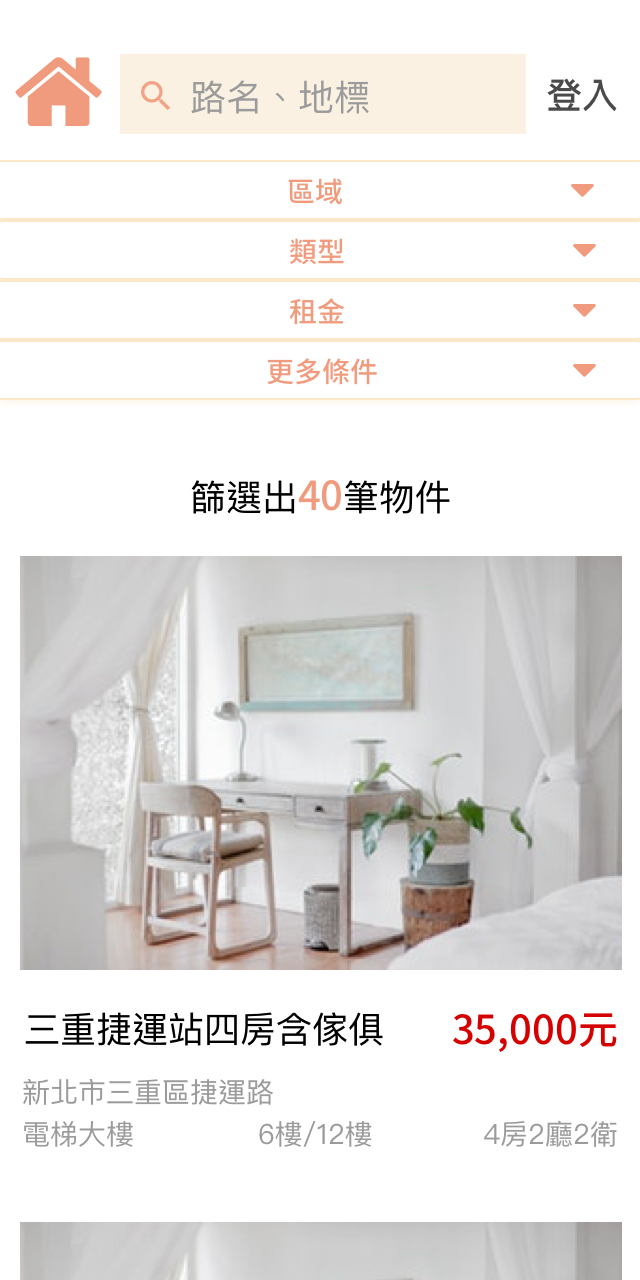 路名、地標
登入
區域
類型
租金
更多條件
篩選出40筆物件
三重捷運站四房含傢俱 35,000元
新北市三重區捷運路
電梯大樓 6樓/12樓 4房2廳2衛